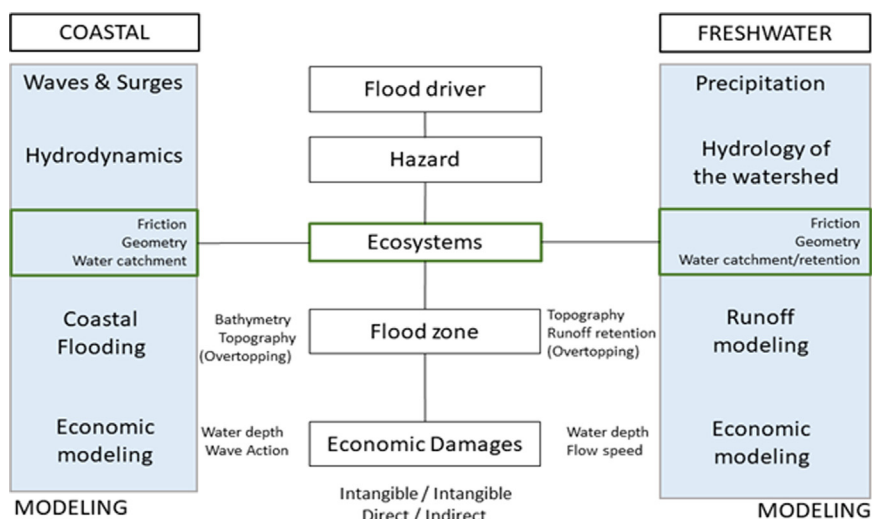 COASTAL
FRESHWATER
Waves & Surges
Flood driver
Precipitation
Hydrodynamics
Hazard
Hydrology of
the watershed
Friction
Geometry
Water catchment
Ecosystems
Friction
Geometry
Water catchment/retention
Coastal
Flooding
Bathymetry
Topography
(Overtopping)
Flood zone
Topography
Runoff retention
(Overtopping)
Runoff
modeling
Economic
modeling
Water depth
Wave Action
Economic Damages
Water depth
Flow speed
Economic
modeling
MODELING
Intangible / Intangible
Direct / Indirect
MODELING